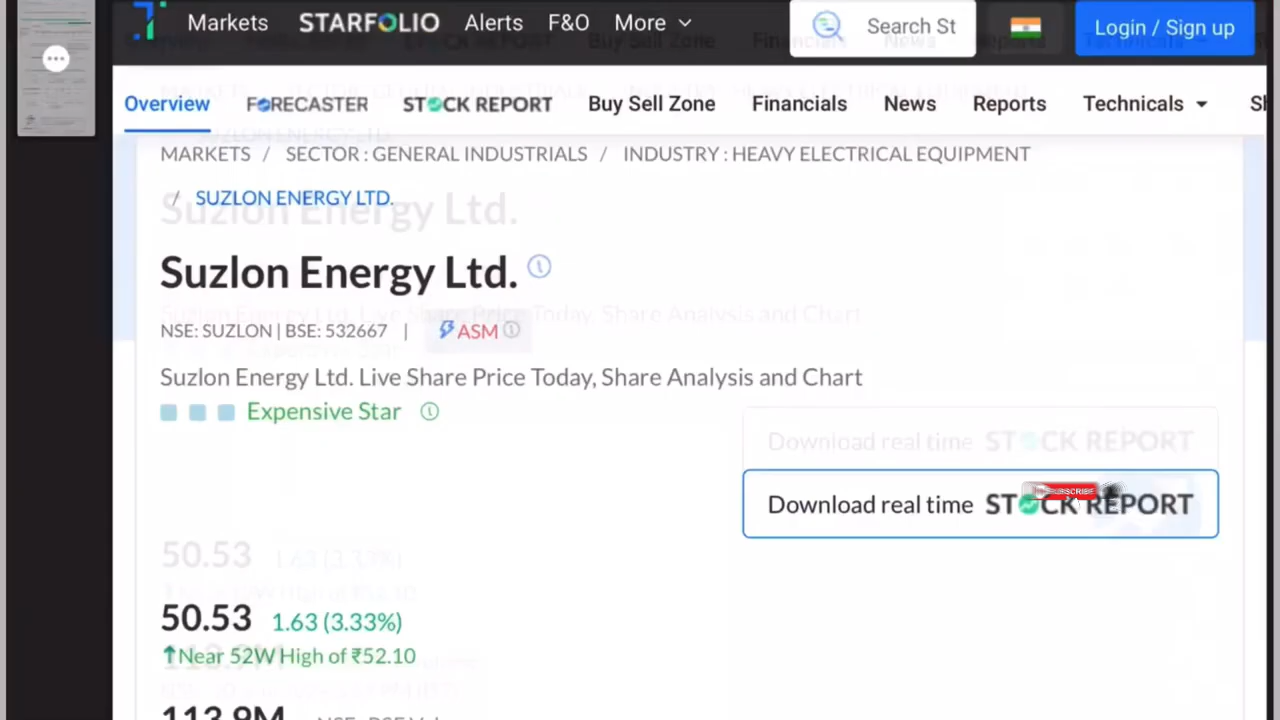 Markets STARFOLIO Alerts F&O More Search St Login / Sign up
Overview FORECASTER STOCK REPORT Buy Sell Zone Financials News Reports Technicals
MARKETS / SECTOR : GENERAL INDUSTRIALS / INDUSTRY : HEAVY ELECTRICAL EQUIPMENT
/ SUZLON ENERGY LTD.
Suzlon Energy Ltd.
NSE: SUZLON | BSE: 532667 | ASM
Suzlon Energy Ltd. Live Share Price Today, Share Analysis and Chart
Expensive Star
Download real time STOCK REPORT
SUBSCRIBE
50.53 1.63 (3.33%)
Near 52W High of ₹52.10
113.9M